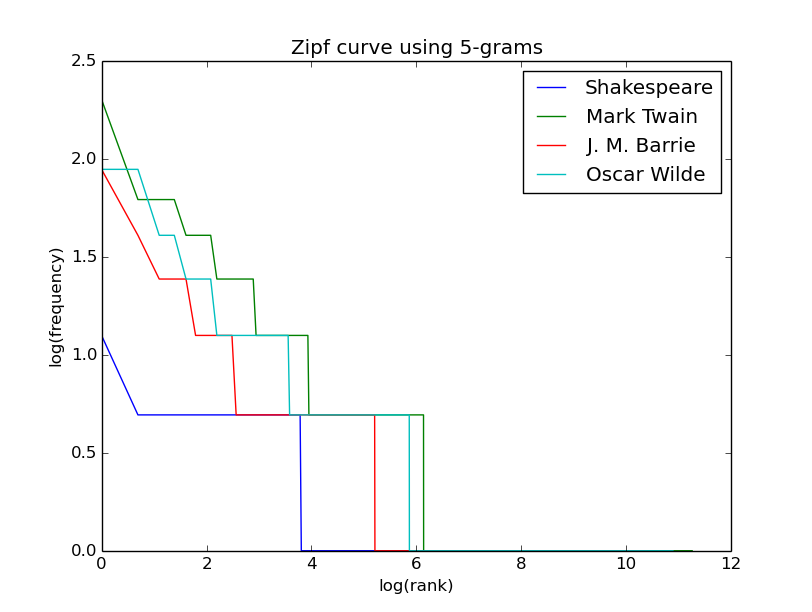 Zipf curve using 5-grams
Shakespeare
Mark Twain
J. M. Barrie
Oscar Wilde
log(frequency)
2.5
2.0
1.5
1.0
0.5
0.0
0 2 4 6 8 10 12
log(rank)